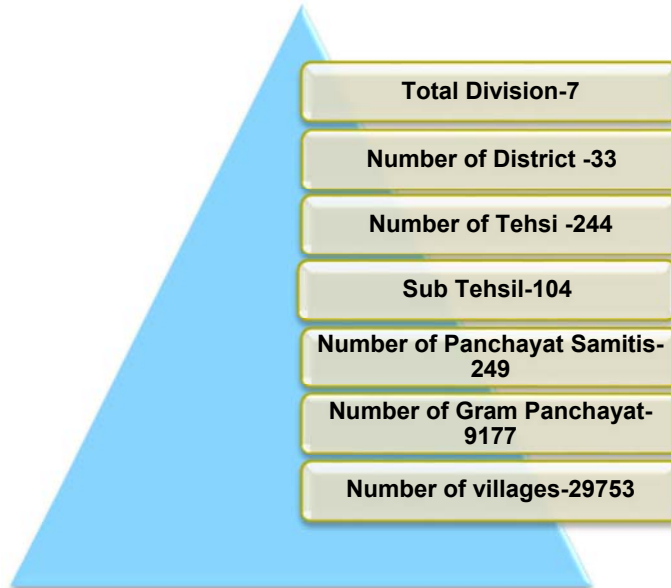 Total Division-7
Number of District -33
Number of Tehsi -244
Sub Tehsil-104
Number of Panchayat Samitis-
249
Number of Gram Panchayat-
9177
Number of villages-29753